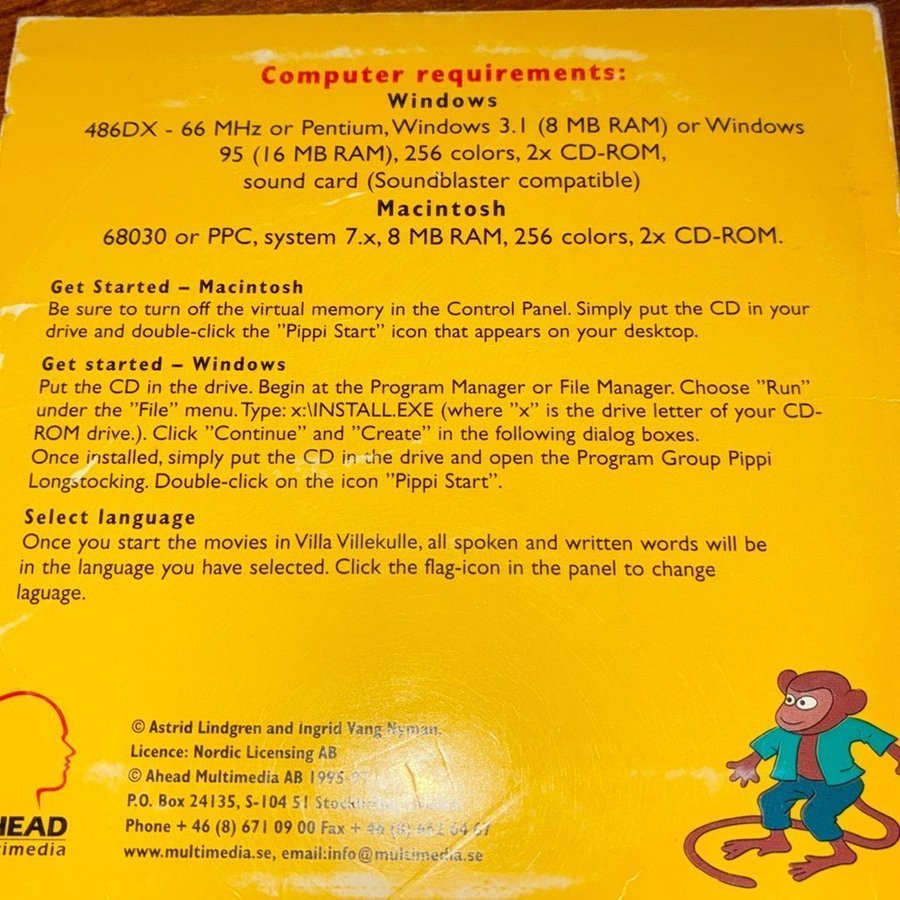 Computer requirements:
Windows
486DX - 66 MHz or Pentium, Windows 3.1 (8 MB RAM) or Windows
95 (16 MB RAM), 256 colors, 2x CD-ROM,
sound card (Soundblaster compatible)
Macintosh
68030 or PPC, system 7.x, 8 MB RAM, 256 colors, 2x CD-ROM.
Get Started – Macintosh
Be sure to turn off the virtual memory in the Control Panel. Simply put the CD in your
drive and double-click the ”Pippi Start” icon that appears on your desktop.
Get started – Windows
Put the CD in the drive. Begin at the Program Manager or File Manager. Choose ”Run”
under the ”File” menu. Type: x:\INSTALL.EXE (where ”x” is the drive letter of your CD-
ROM drive.). Click ”Continue” and ”Create” in the following dialog boxes.
Once installed, simply put the CD in the drive and open the Program Group Pippi
Longstocking. Double-click on the icon ”Pippi Start”.
Select language
Once you start the movies in Villa Villekulle, all spoken and written words will be
in the language you have selected. Click the flag-icon in the panel to change
laguage.
© Astrid Lindgren and Ingrid Vang Nyman.
Licence: Nordic Licensing AB
© Ahead Multimedia AB
P.O. Box 24135, S-104 51
Phone + 46 (8) 671 09 00 Fax + 46 (8)
www.multimedia.se, email:info@multimedia.se
HEAD
timedia